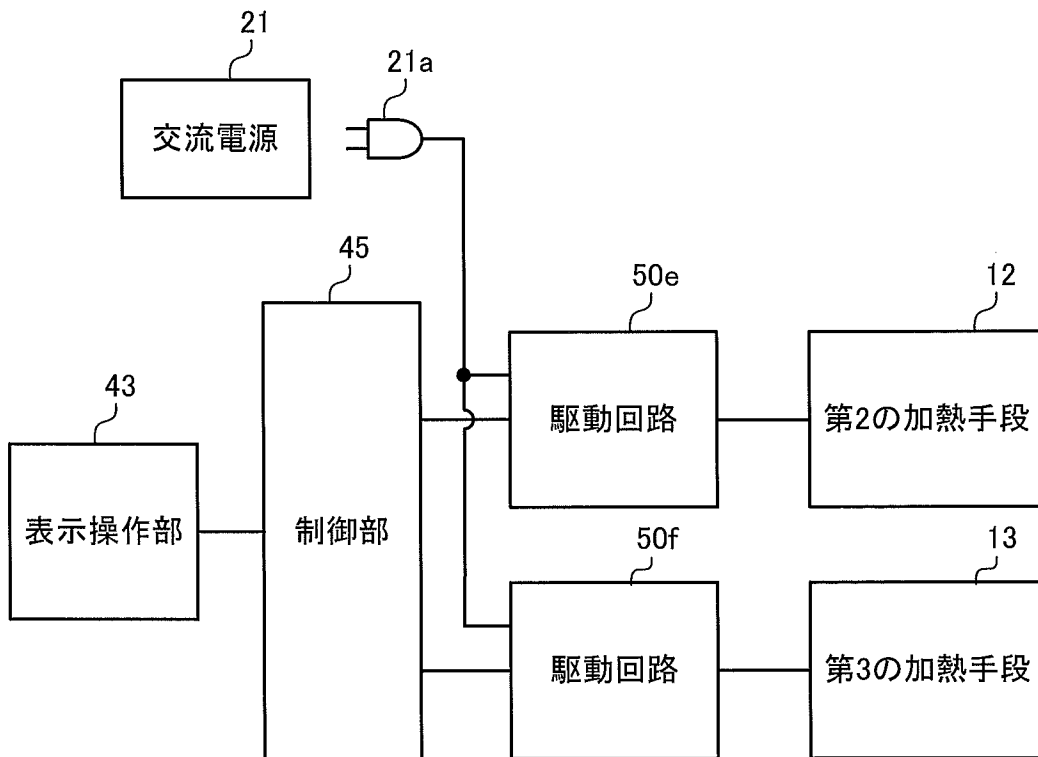 21
21a
交流電源
45
50e
12
43
駆動回路
第2の加熱手段
表示操作部
制御部
50f
13
駆動回路
第3の加熱手段